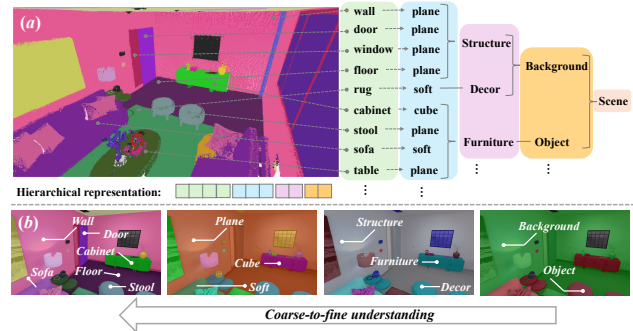 (a)
wall plane
door plane
window plane
floor plane
rug soft
cabinet cube
stool plane
sofa soft
table plane
⋮ ⋮
Structure
Decor
Furniture
⋮
Background
Object
⋮
Scene
Hierarchical representation:
(b)
Wall
Door
Cabinet
Floor
Sofa
Stool
Plane
Cube
Soft
Structure
Furniture
Decor
Background
Object
Coarse-to-fine understanding